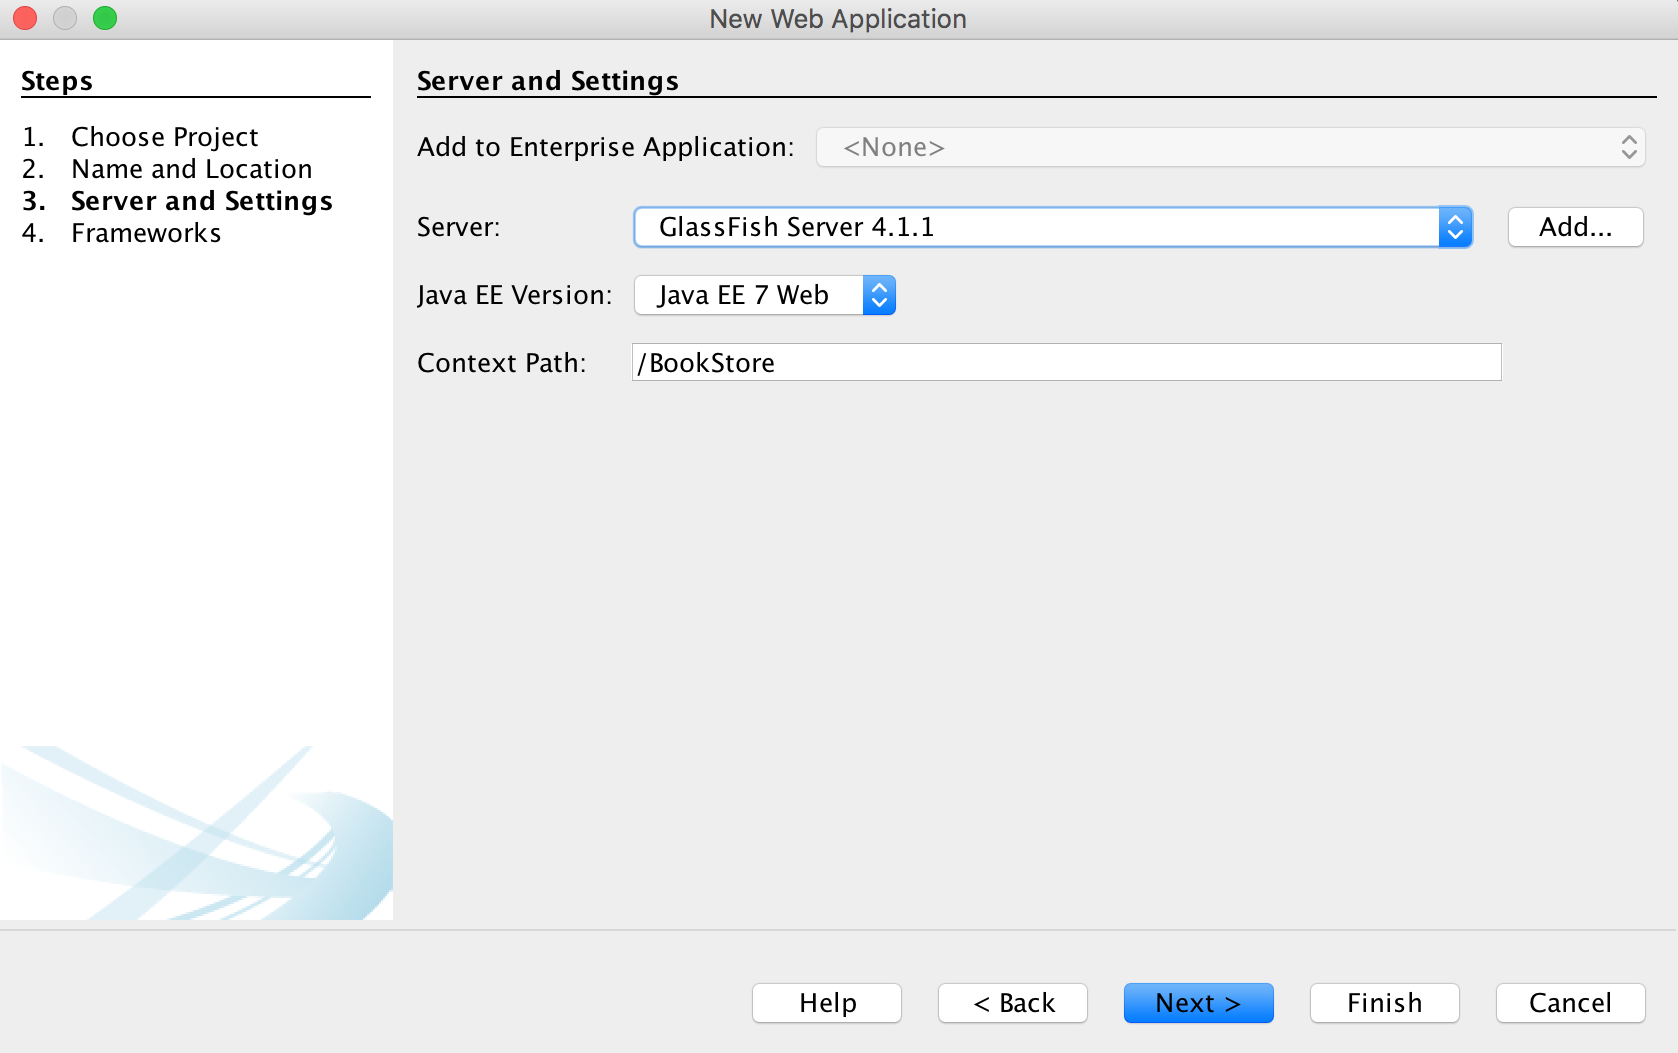 New Web Application
Steps
1. Choose Project
2. Name and Location
3. Server and Settings
4. Frameworks
Server and Settings
Add to Enterprise Application: <None>
Server: GlassFish Server 4.1.1 Add...
Java EE Version: Java EE 7 Web
Context Path: /BookStore
Help < Back Next > Finish Cancel